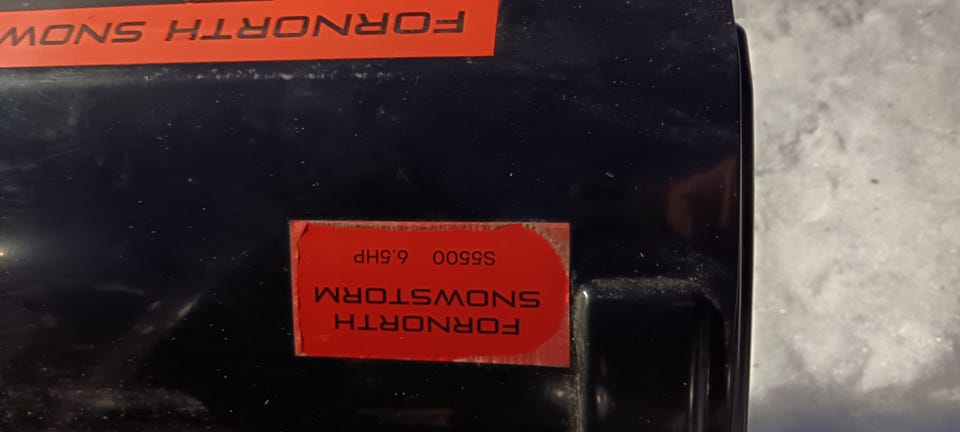 FORNORTH
SNOWSTORM
S5500 6.5HP
FORNORTH SNOW